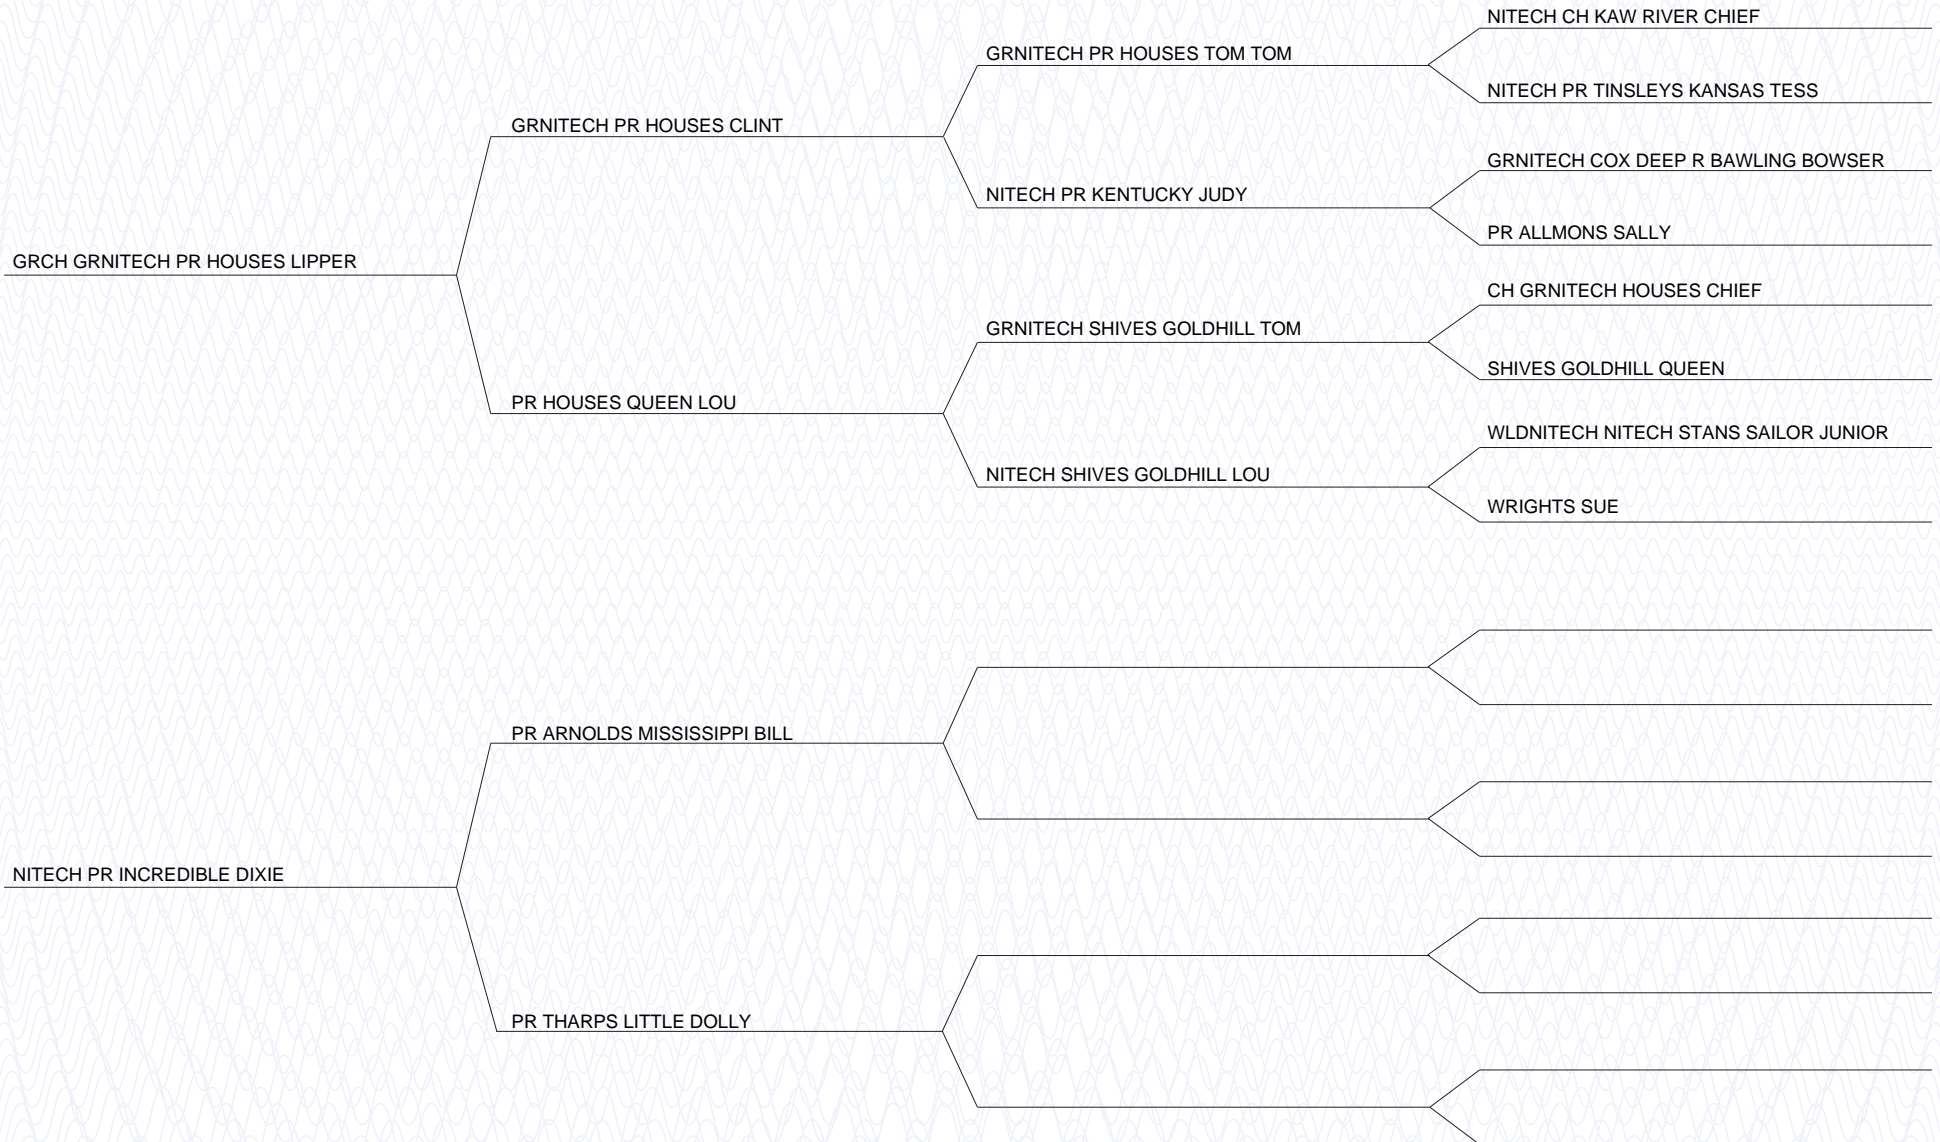 NITECH CH KAW RIVER CHIEF
GRNITECH PR HOUSES TOM TOM
NITECH PR TINSLEYS KANSAS TESS
GRNITECH PR HOUSES CLINT
GRNITECH COX DEEP R BAWLING BOWSER
NITECH PR KENTUCKY JUDY
PR ALLMONS SALLY
GRCH GRNITECH PR HOUSES LIPPER
CH GRNITECH HOUSES CHIEF
GRNITECH SHIVES GOLDHILL TOM
SHIVES GOLDHILL QUEEN
PR HOUSES QUEEN LOU
WLDNITECH NITECH STANS SAILOR JUNIOR
NITECH SHIVES GOLDHILL LOU
WRIGHTS SUE
PR ARNOLDS MISSISSIPPI BILL
NITECH PR INCREDIBLE DIXIE
PR THARPS LITTLE DOLLY